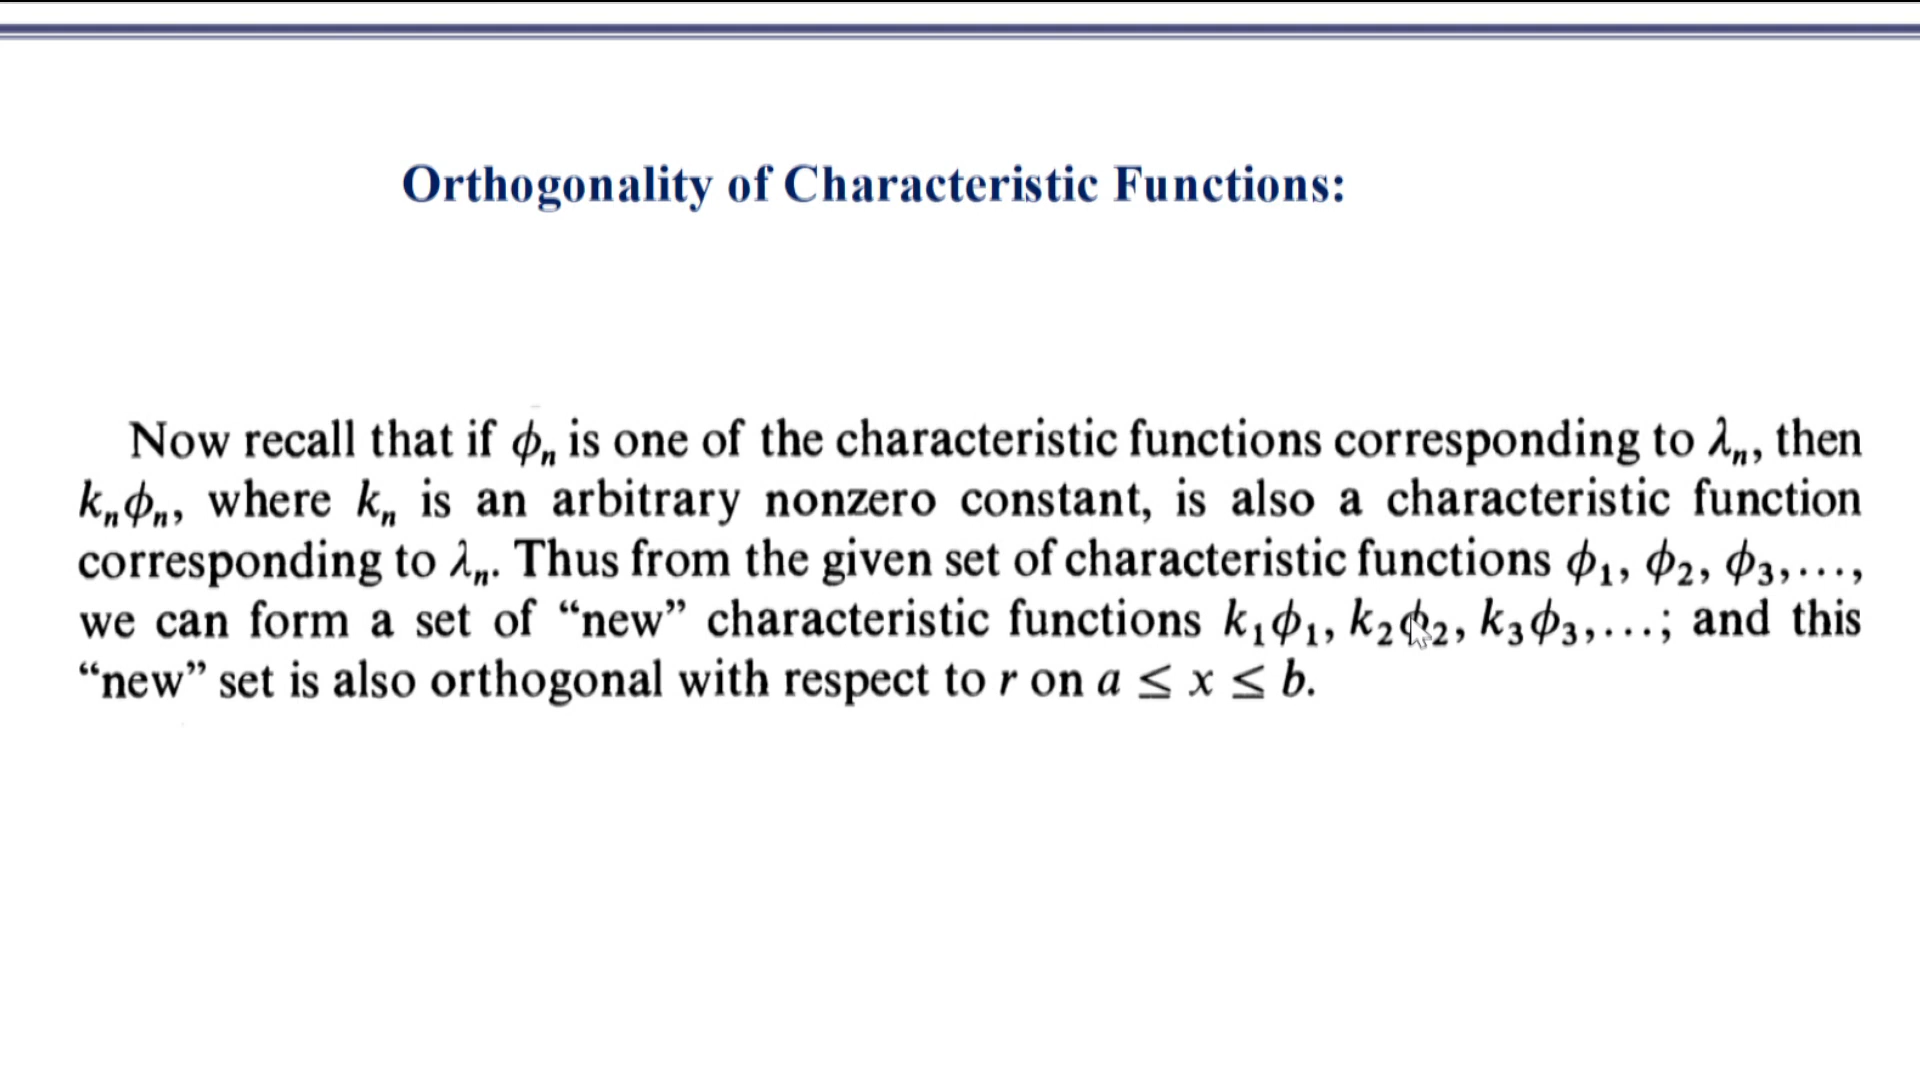 Orthogonality of Characteristic Functions:
Now recall that if ϕₙ is one of the characteristic functions corresponding to λₙ, then
kₙϕₙ, where kₙ is an arbitrary nonzero constant, is also a characteristic function
corresponding to λₙ. Thus from the given set of characteristic functions ϕ₁, ϕ₂, ϕ₃,...,
we can form a set of “new” characteristic functions k₁ϕ₁, k₂ϕ₂, k₃ϕ₃,...; and this
“new” set is also orthogonal with respect to r on a ≤ x ≤ b.